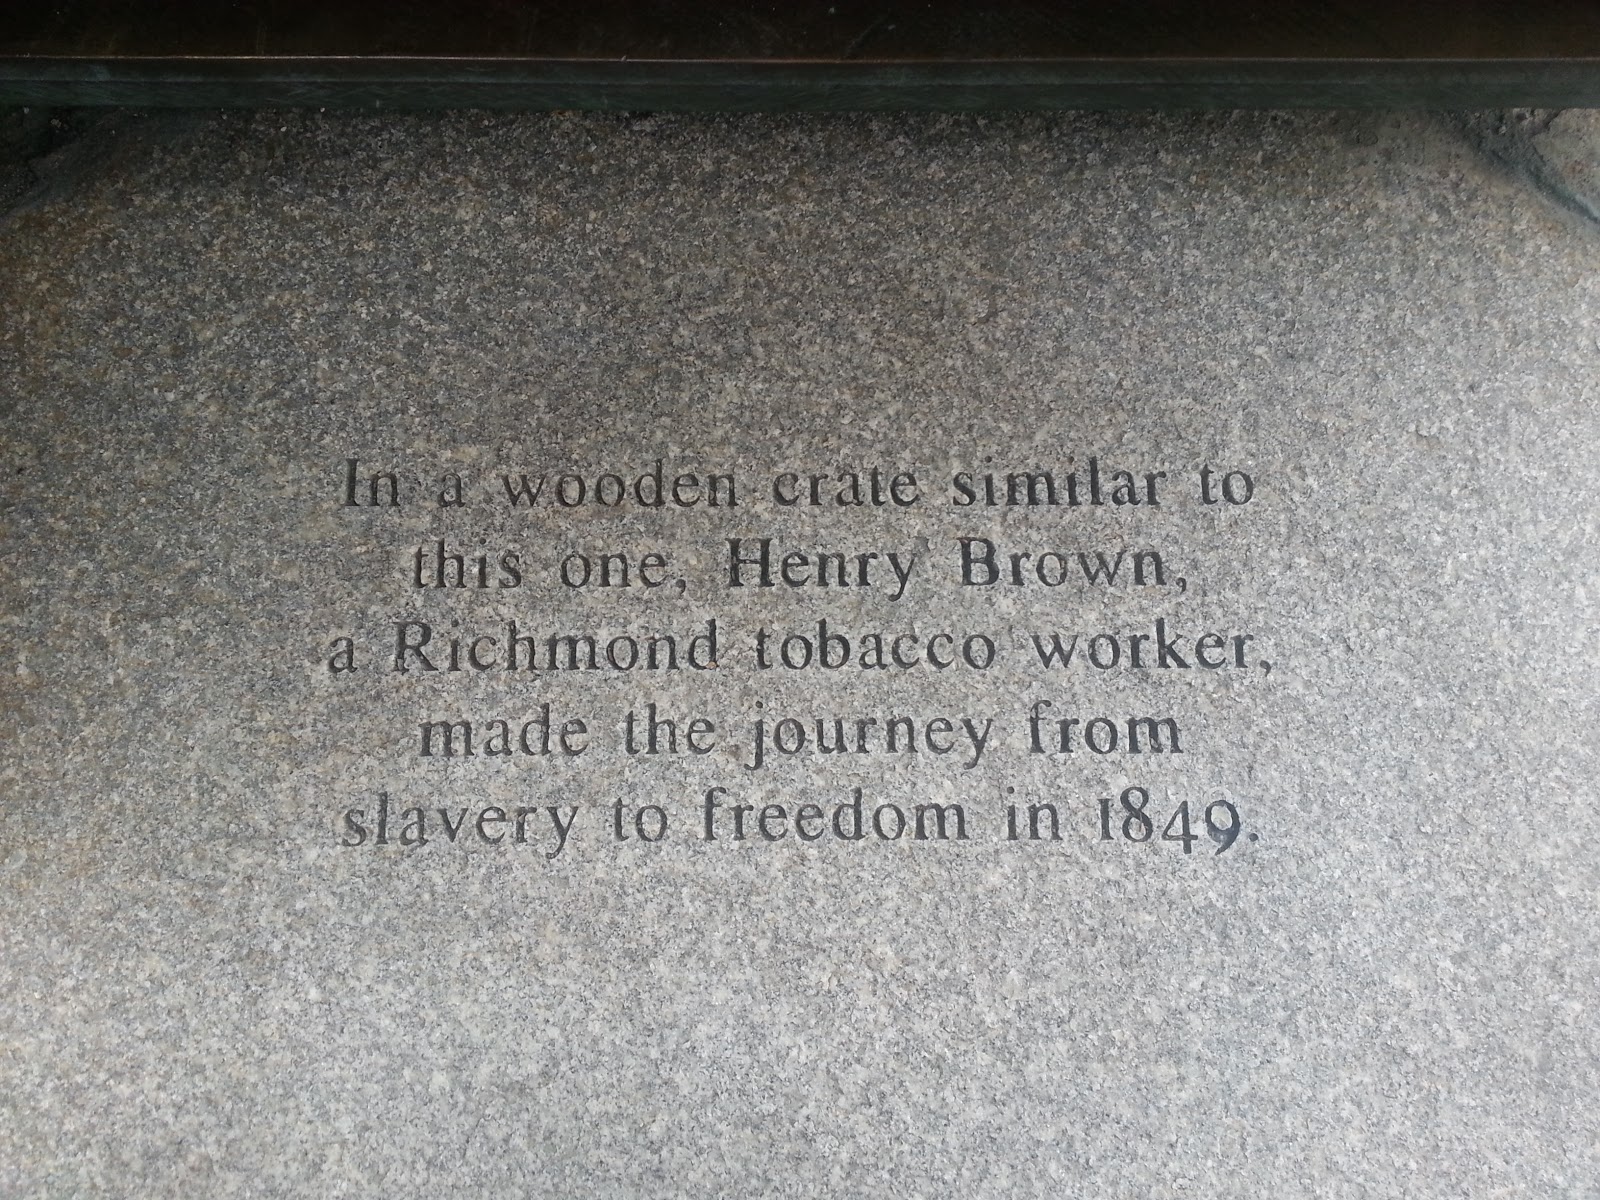 In a wooden crate similar to
this one, Henry Brown,
a Richmond tobacco worker,
made the journey from
slavery to freedom in 1849.